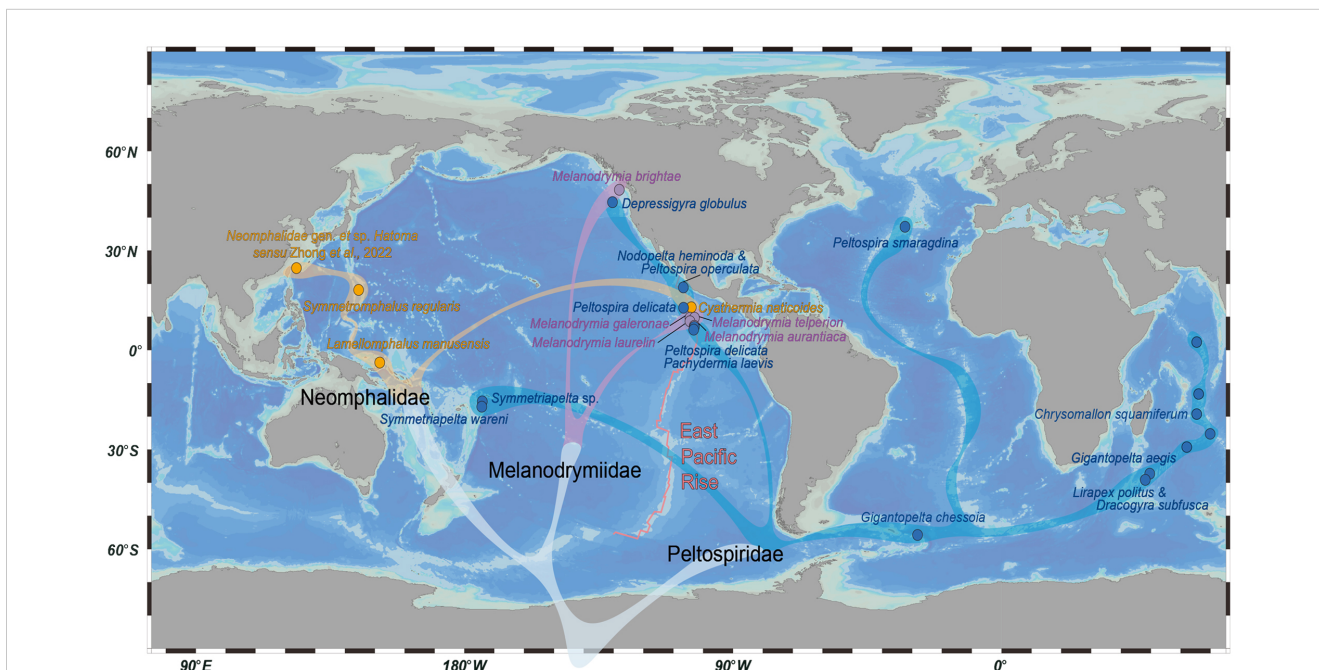 60°N
30°N
0°
30°S
60°S
Melanodrymia brightae
Depressigyra globulus
Neomphalidae gen. et sp. Hatoma
sensu Zhong et al., 2022
Symmetromphalus regularis
Lamellomphalus manusensis
Nodopelta heminoda &
Peltospira operculata
Peltospira delicata
Cyathermia naticoides
Melanodrymia galeronae
Melanodrymia telperion
Melanodrymia laurelin
Melanodrymia aurantiaca
Peltospira delicata
Pachydermia laevis
Peltospira smaragdina
Neomphalidae
Symmetriapelta sp.
Symmetriapelta wareni
Chrysomallon squamiferum
East
Pacific
Rise
Melanodrymiidae
Gigantopelta aegis
Lirapex politus &
Dracogyra subfusca
Gigantopelta chessoia
Peltospiridae
90°E
180°W
90°W
0°